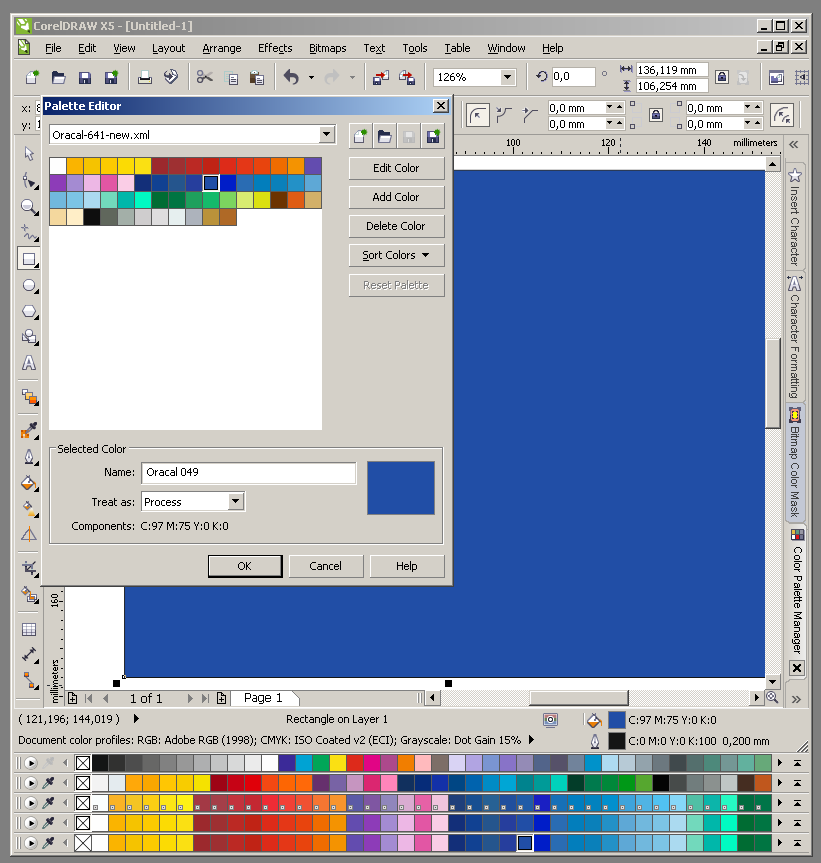 CorelDRAW X5 - [Untitled-1]
File Edit View Layout Arrange Effects Bitmaps Text Tools Table Window Help
126% 0,0 ° 136,119 mm
106,254 mm
Palette Editor
x: 8
y: 1
0,0 mm 0,0 mm
0,0 mm 0,0 mm
Oracal-641-new.xml
100 120 140 millimeters
Edit Color
Add Color
Delete Color
Sort Colors
Reset Palette
Insert Character
Character Formatting
Bitmap Color Mask
Color Palette Manager
Selected Color
Name: Oracal 049
Treat as: Process
Components: C:97 M:75 Y:0 K:0
OK Cancel Help
160
millimeters
1 of 1 Page 1
( 121,196; 144,019 ) Rectangle on Layer 1 C:97 M:75 Y:0 K:0
Document color profiles: RGB: Adobe RGB (1998); CMYK: ISO Coated v2 (ECI); Grayscale: Dot Gain 15% C:0 M:0 Y:0 K:100 0,200 mm